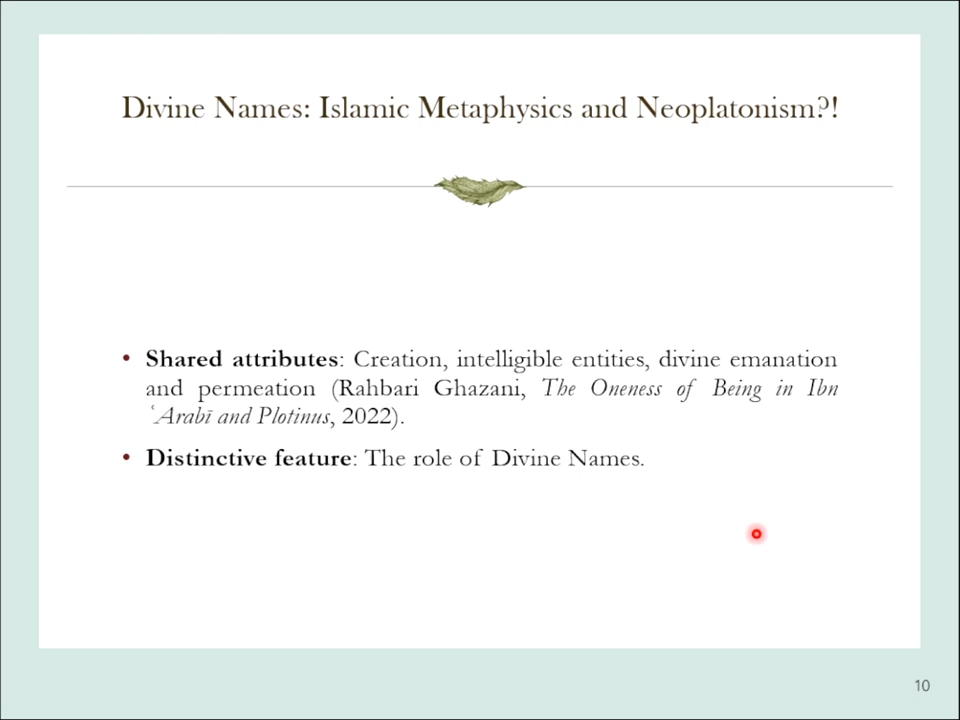 Divine Names: Islamic Metaphysics and Neoplatonism?!
• Shared attributes: Creation, intelligible entities, divine emanation
and permeation (Rahbari Ghazani, The Oneness of Being in Ibn
ʿArabī and Plotinus, 2022).
• Distinctive feature: The role of Divine Names.
10